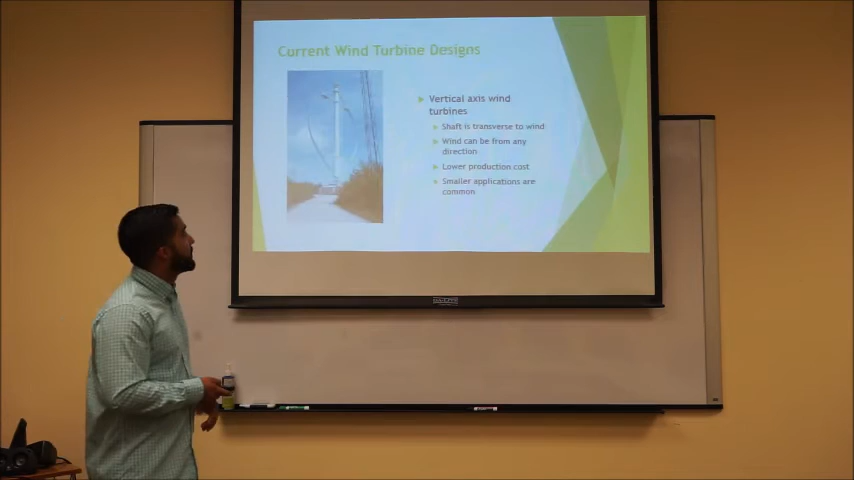 Current Wind Turbine Designs
Vertical axis wind
turbines
Shaft is transverse to wind
Wind can be from any
direction
Lower production cost
Smaller applications are
common